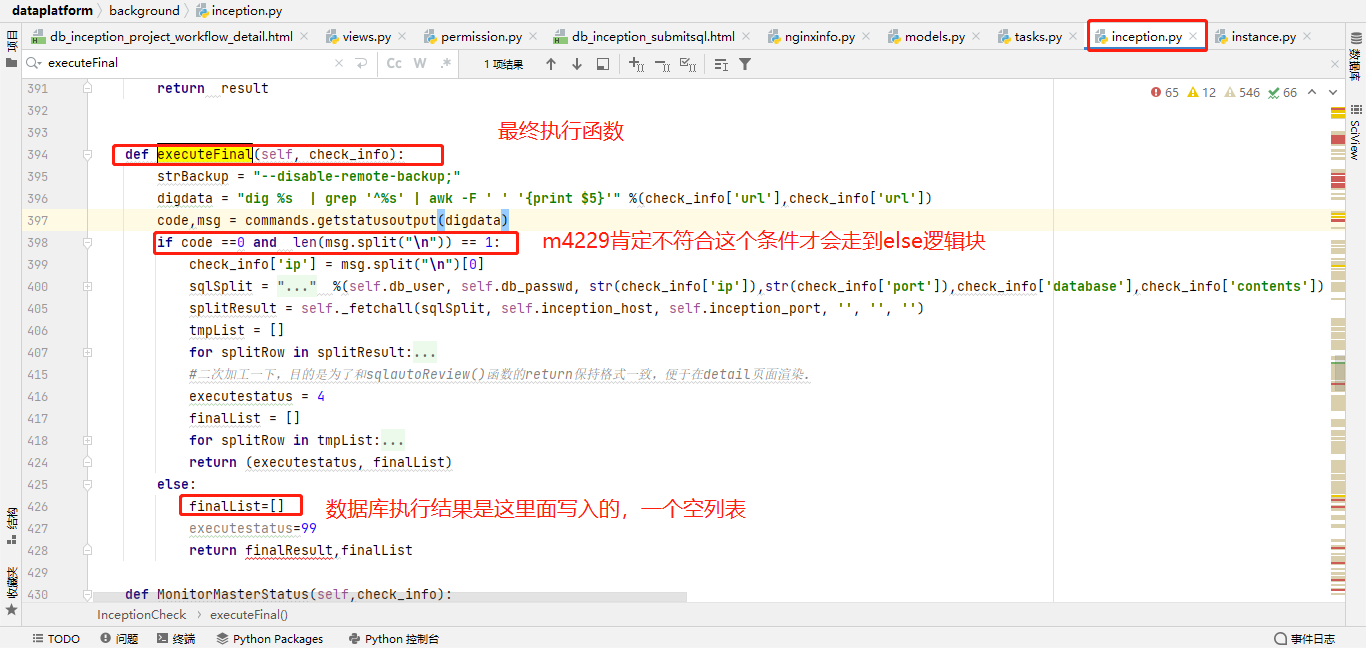 dataplatform › background › inception.py
项目 db_inception_project_workflow_detail.html views.py permission.py db_inception_submitsql.html nginxinfo.py models.py tasks.py inception.py instance.py
executeFinal Cc W .* 1 项结果
数据库
SciView
65 12 546 66
391 return result
392
393
最终执行函数
394 def executeFinal(self, check_info):
395 strBackup = "--disable-remote-backup;"
396 digdata = "dig %s | grep '^%s' | awk -F ' ' '{print $5}'" %(check_info['url'],check_info['url'])
397 code,msg = commands.getstatusoutput(digdata)
398 if code ==0 and len(msg.split("\n")) == 1: m4229肯定不符合这个条件才会走到else逻辑块
399 check_info['ip'] = msg.split("\n")[0]
400 sqlSplit = "..." %(self.db_user, self.db_passwd, str(check_info['ip']),str(check_info['port']),check_info['database'],check_info['contents'])
405 splitResult = self._fetchall(sqlSplit, self.inception_host, self.inception_port, '', '', '')
406 tmpList = []
407 for splitRow in splitResult:...
415 #二次加工一下，目的是为了和sqlautoReview()函数的return保持格式一致，便于在detail页面渲染.
416 executestatus = 4
417 finalList = []
418 for splitRow in tmpList:...
424 return (executestatus, finalList)
425 else:
426 finalList=[] 数据库执行结果是这里面写入的，一个空列表
427 executestatus=99
428 return finalResult,finalList
429
430 def MonitorMasterStatus(self,check_info):
结构
收藏夹
InceptionCheck › executeFinal()
TODO 问题 终端 Python Packages Python 控制台 事件日志